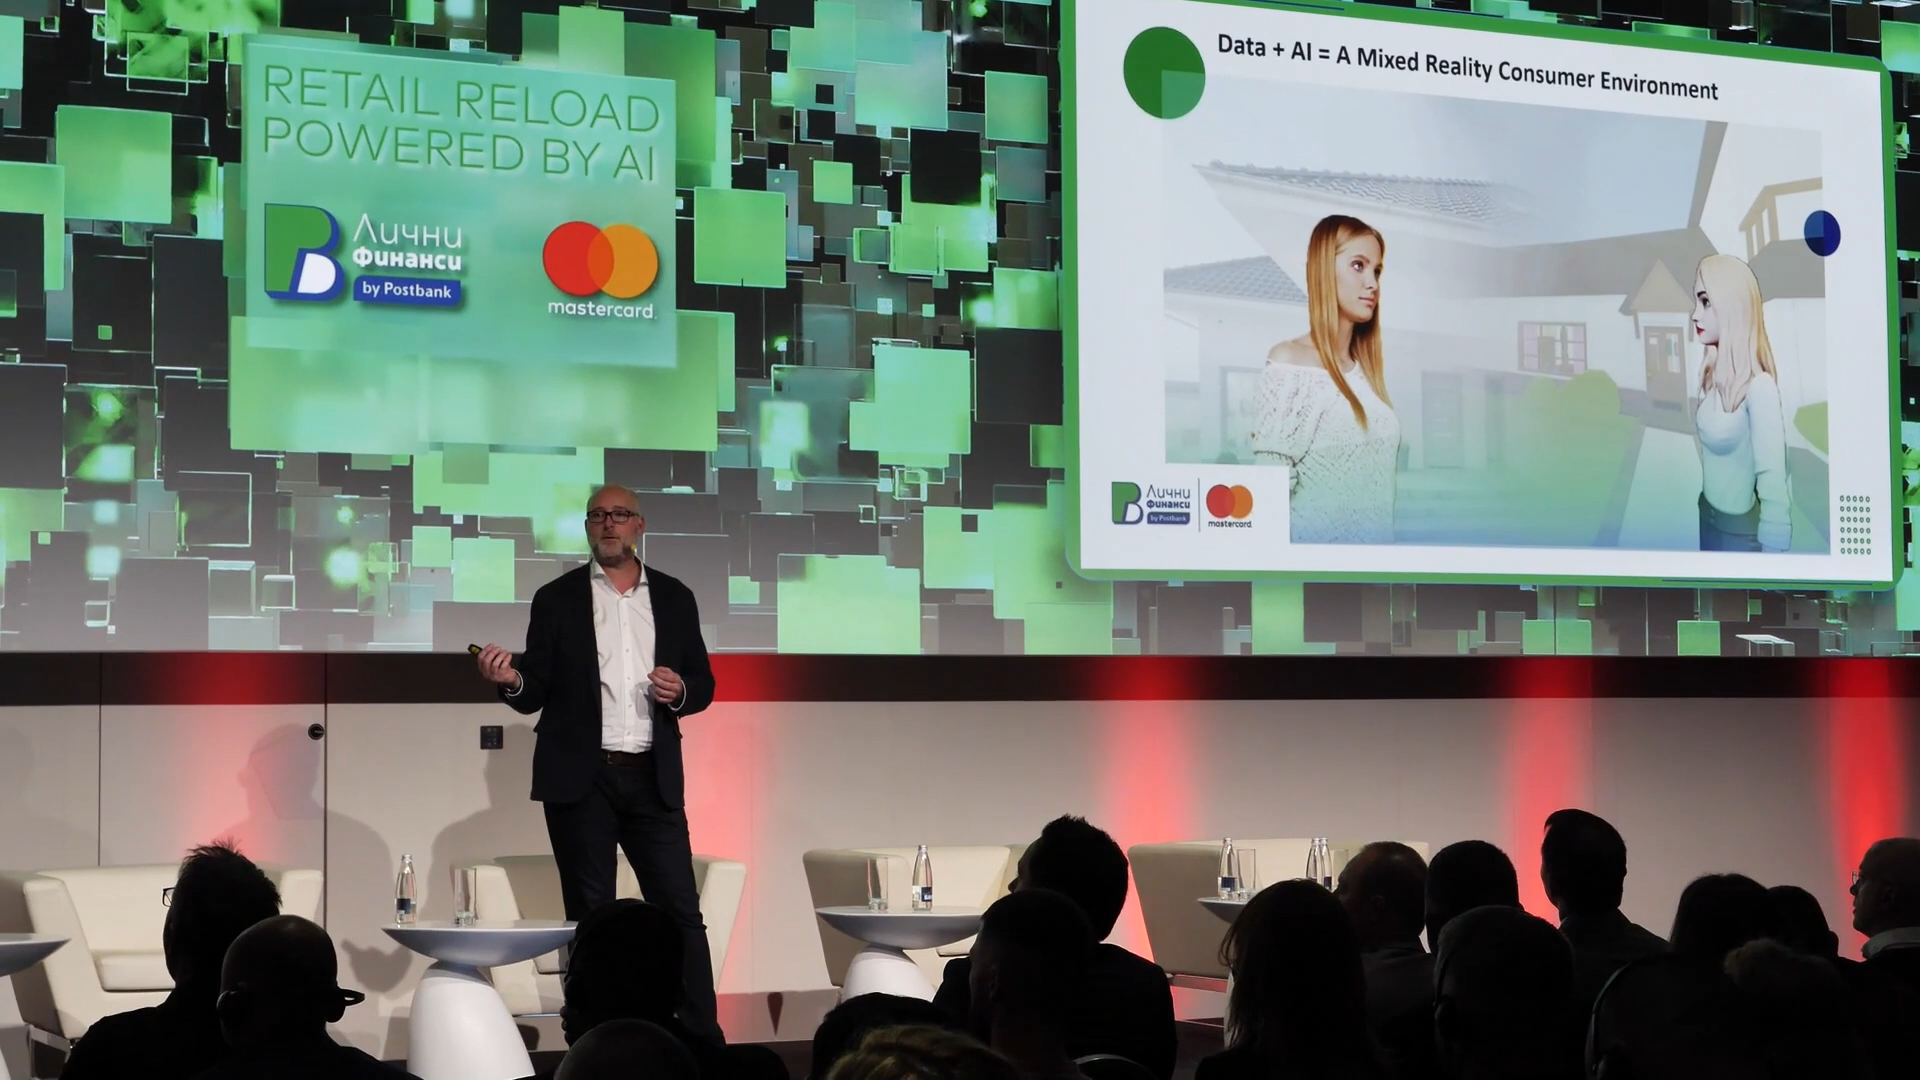 RETAIL RELOAD
POWERED BY AI
Лични
финанси
by Postbank
mastercard.
Data + AI = A Mixed Reality Consumer Environment
Лични
финанси
by Postbank
mastercard.